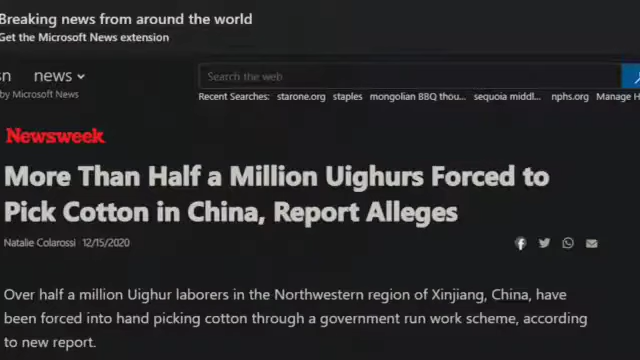 Breaking news from around the world
Get the Microsoft News extension
sn news
by Microsoft News
Search the web
Recent Searches: starone.org staples mongolian BBQ thou... sequoia middl... nphs.org Manage H
Newsweek
More Than Half a Million Uighurs Forced to
Pick Cotton in China, Report Alleges
Natalie Colarossi 12/15/2020
Over half a million Uighur laborers in the Northwestern region of Xinjiang, China, have
been forced into hand picking cotton through a government run work scheme, according
to new report.